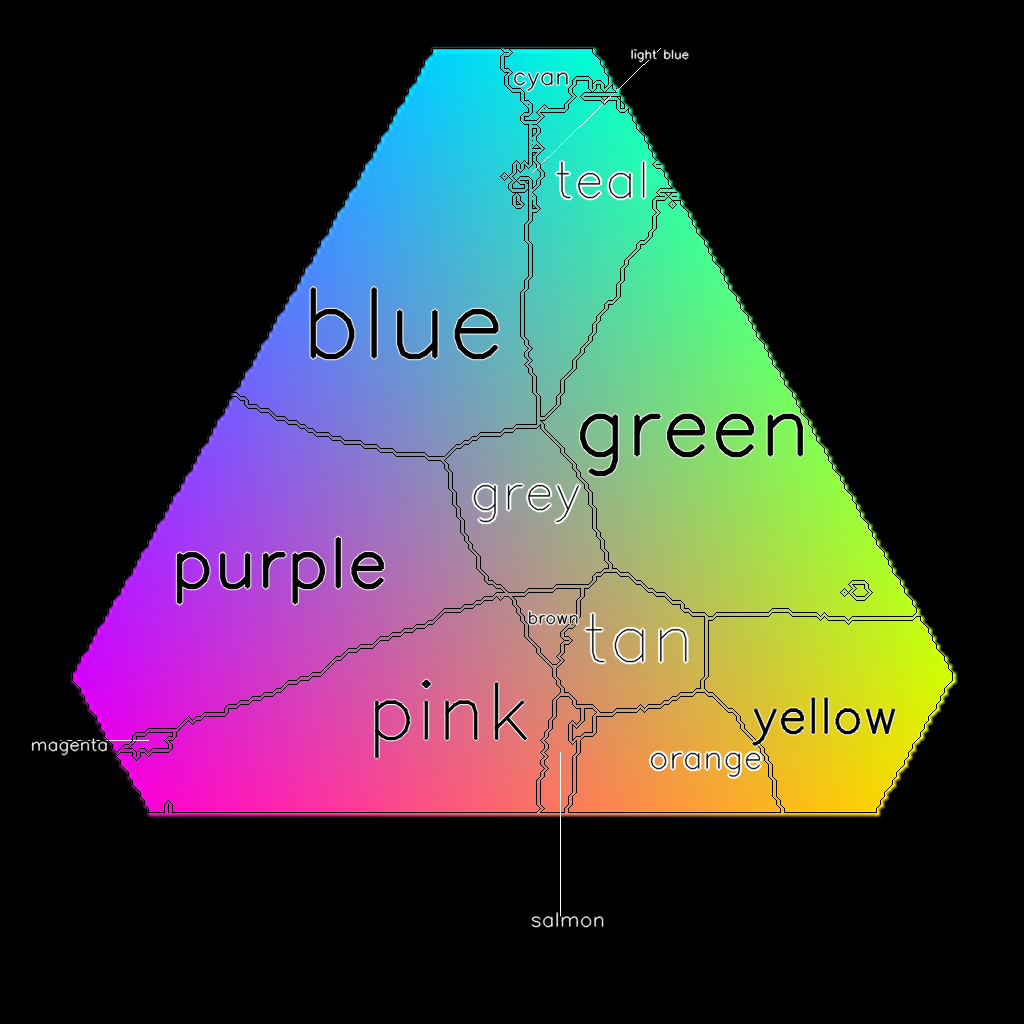 light blue
cyan
teal
blue
green
grey
purple
brown
tan
pink
yellow
magenta
orange
salmon